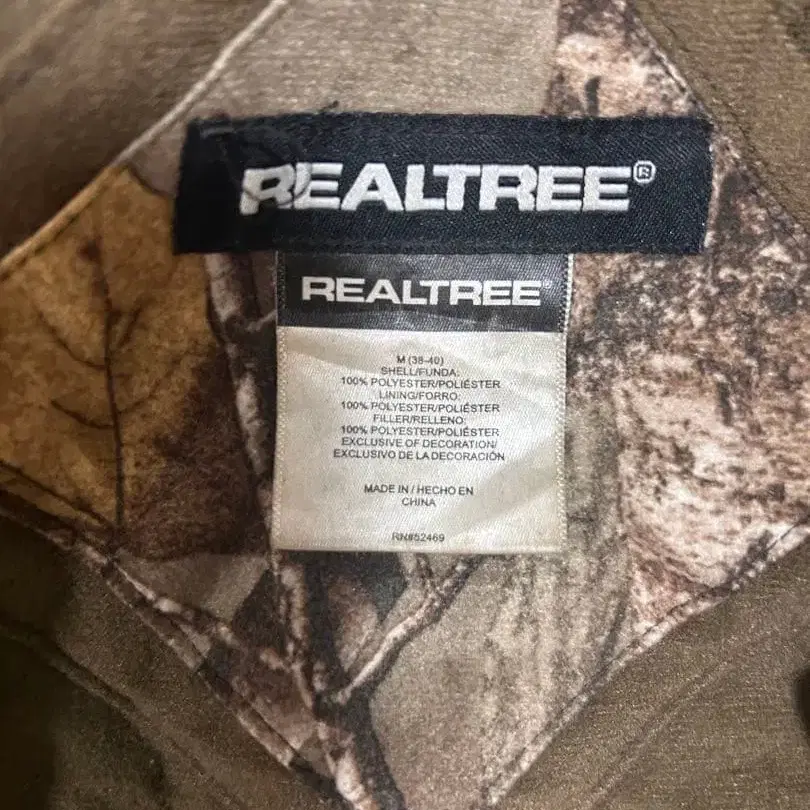 REALTREE®
REALTREE®
M (38-40)
SHELL/FUNDA:
100% POLYESTER/POLIÉSTER
LINING/FORRO:
100% POLYESTER/POLIÉSTER
FILLER/RELLENO:
100% POLYESTER/POLIÉSTER
EXCLUSIVE OF DECORATION/
EXCLUSIVO DE LA DECORACIÓN
MADE IN / HECHO EN
CHINA
RN#52469